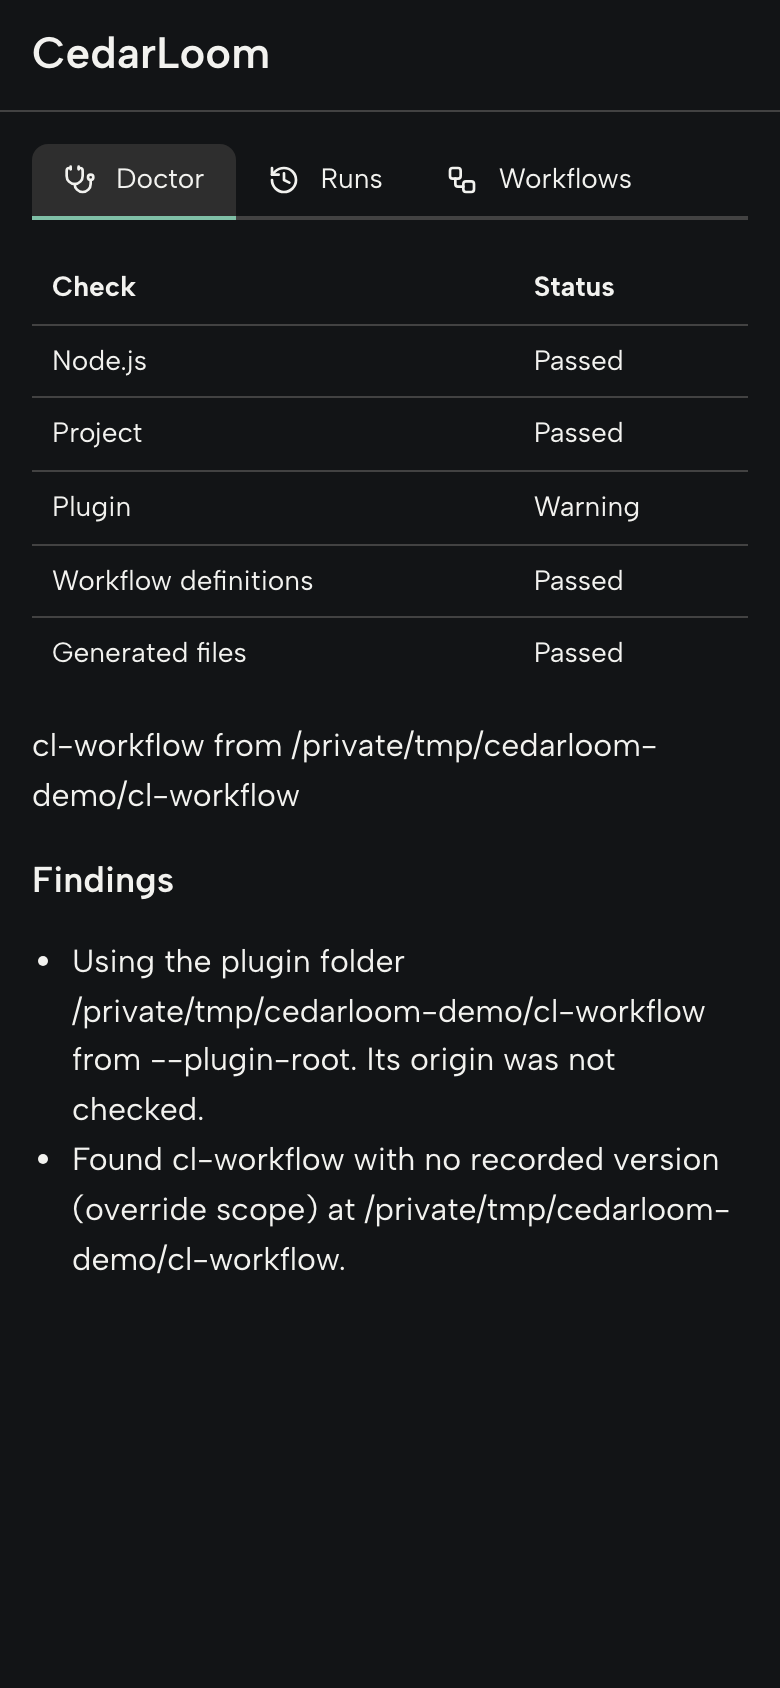 CedarLoom
Doctor Runs Workflows
Check Status
Node.js Passed
Project Passed
Plugin Warning
Workflow definitions Passed
Generated files Passed
cl-workflow from /private/tmp/cedarloom-
demo/cl-workflow
Findings
• Using the plugin folder
/private/tmp/cedarloom-demo/cl-workflow
from --plugin-root. Its origin was not
checked.
• Found cl-workflow with no recorded version
(override scope) at /private/tmp/cedarloom-
demo/cl-workflow.